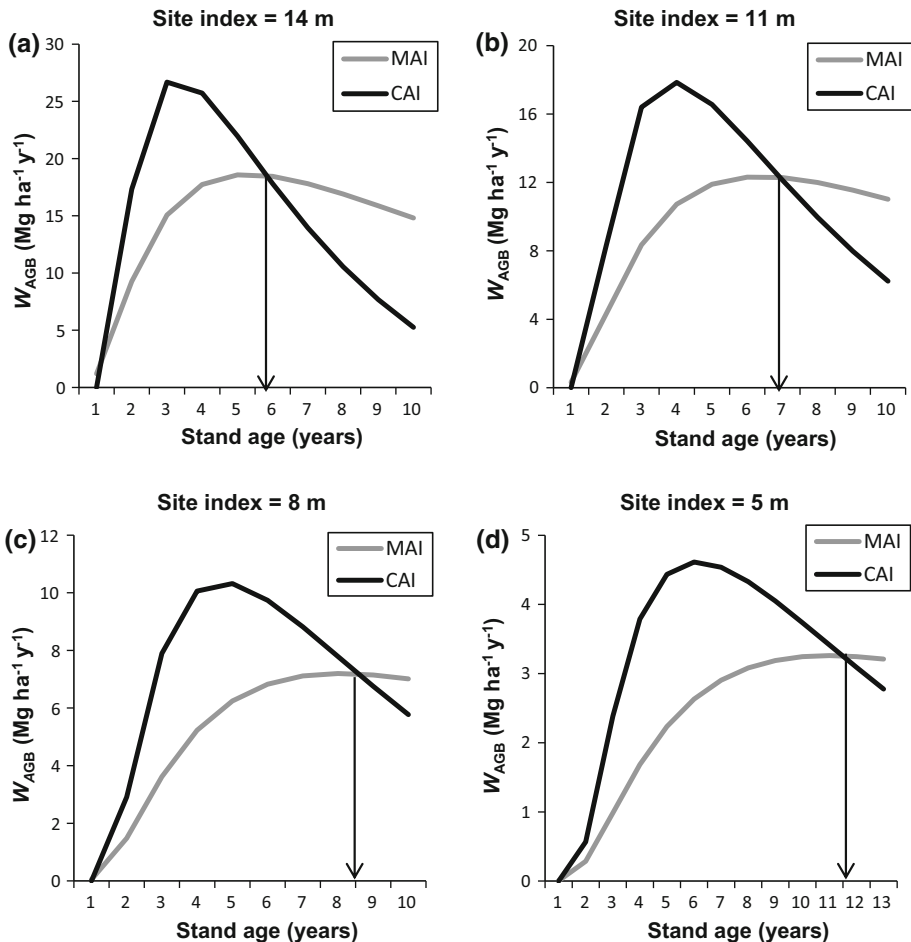 Site index = 14 m
(a)
MAI
CAI
30
25
20
15
10
5
0
W_AGB (Mg ha⁻¹ y⁻¹)
1 2 3 4 5 6 7 8 9 10
Stand age (years)
Site index = 11 m
(b)
MAI
CAI
20
16
12
8
4
0
W_AGB (Mg ha⁻¹ y⁻¹)
1 2 3 4 5 6 7 8 9 10
Stand age (years)
Site index = 8 m
(c)
MAI
CAI
12
10
8
6
4
2
0
W_AGB (Mg ha⁻¹ y⁻¹)
1 2 3 4 5 6 7 8 9 10
Stand age (years)
Site index = 5 m
(d)
MAI
CAI
5
4
3
2
1
0
W_AGB (Mg ha⁻¹ y⁻¹)
1 2 3 4 5 6 7 8 9 10 11 12 13
Stand age (years)